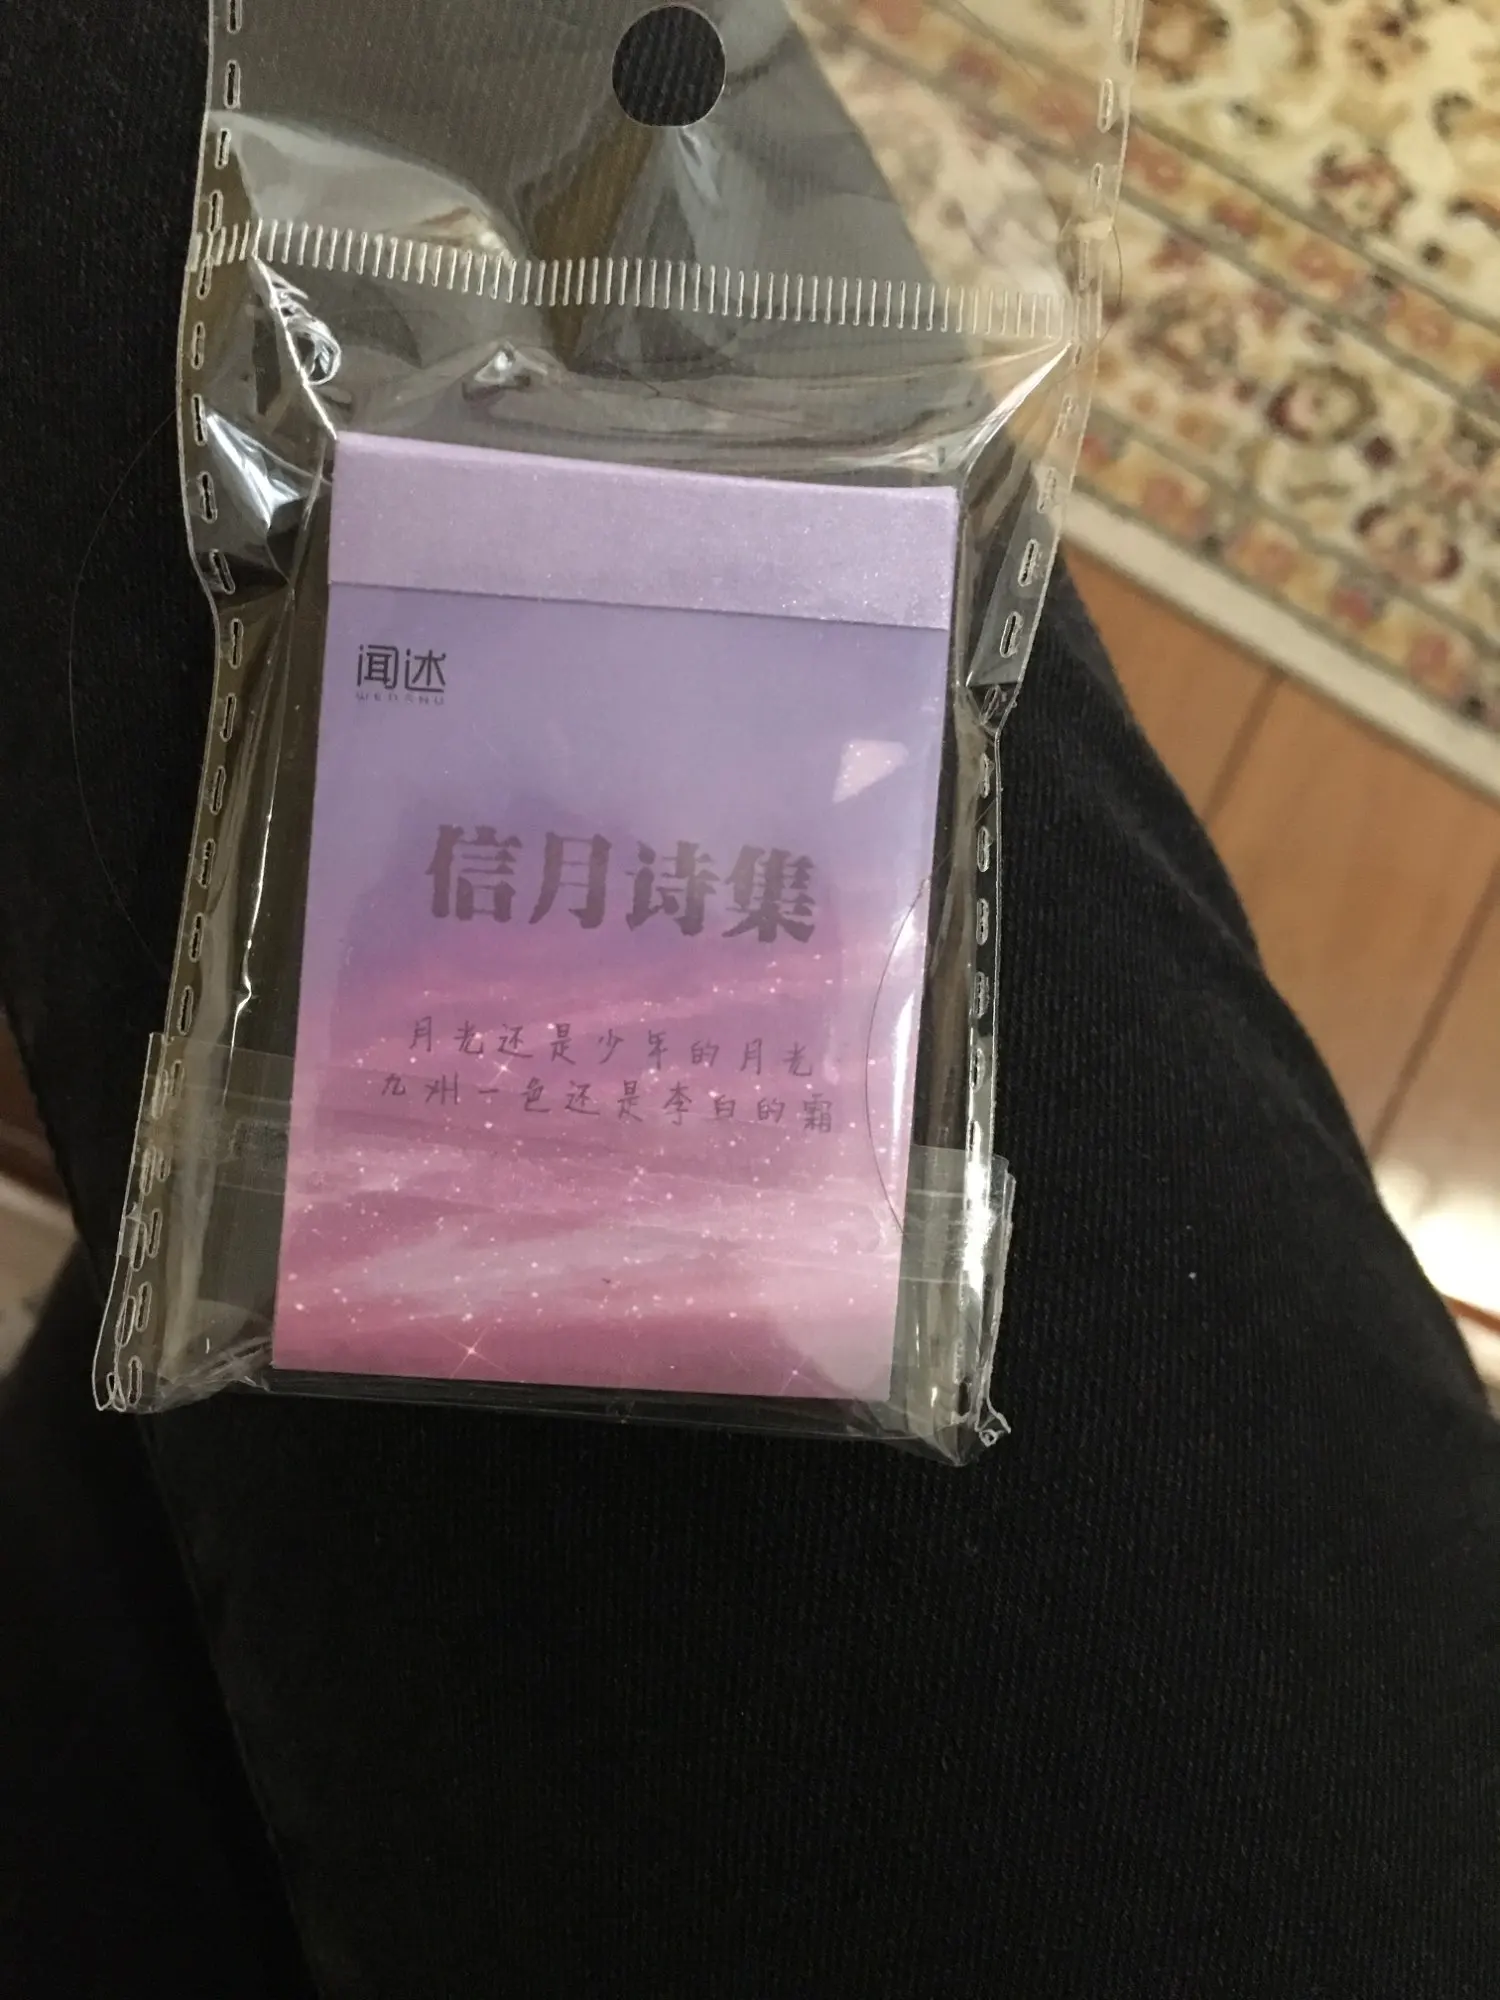 闻述
信月诗集
月光还是少年的月光
九州一色还是李白的霜